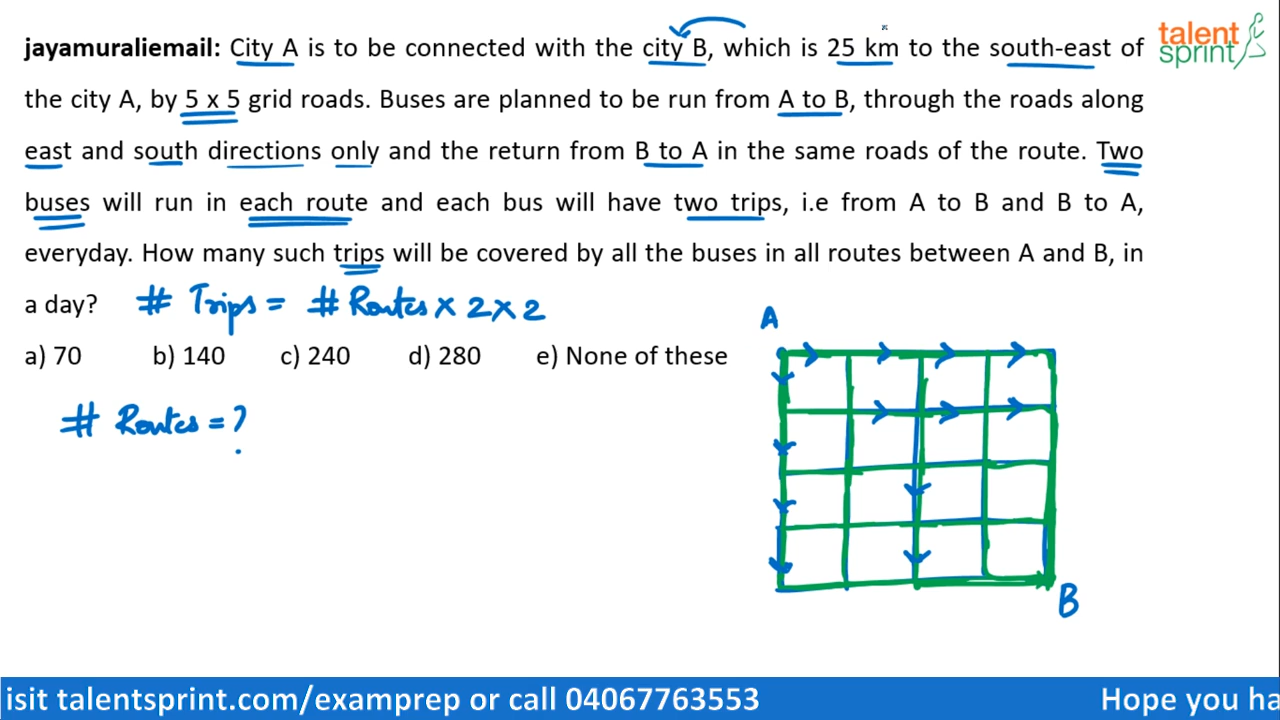 jayamuraliemail: City A is to be connected with the city B, which is 25 km to the south-east of
the city A, by 5 x 5 grid roads. Buses are planned to be run from A to B, through the roads along
east and south directions only and the return from B to A in the same roads of the route. Two
buses will run in each route and each bus will have two trips, i.e from A to B and B to A,
everyday. How many such trips will be covered by all the buses in all routes between A and B, in
a day?
# Trips = # Routes × 2 × 2
a) 70 b) 140 c) 240 d) 280 e) None of these
# Routes = ?
A
B
talent
sprint
isit talentsprint.com/examprep or call 04067763553
Hope you ha